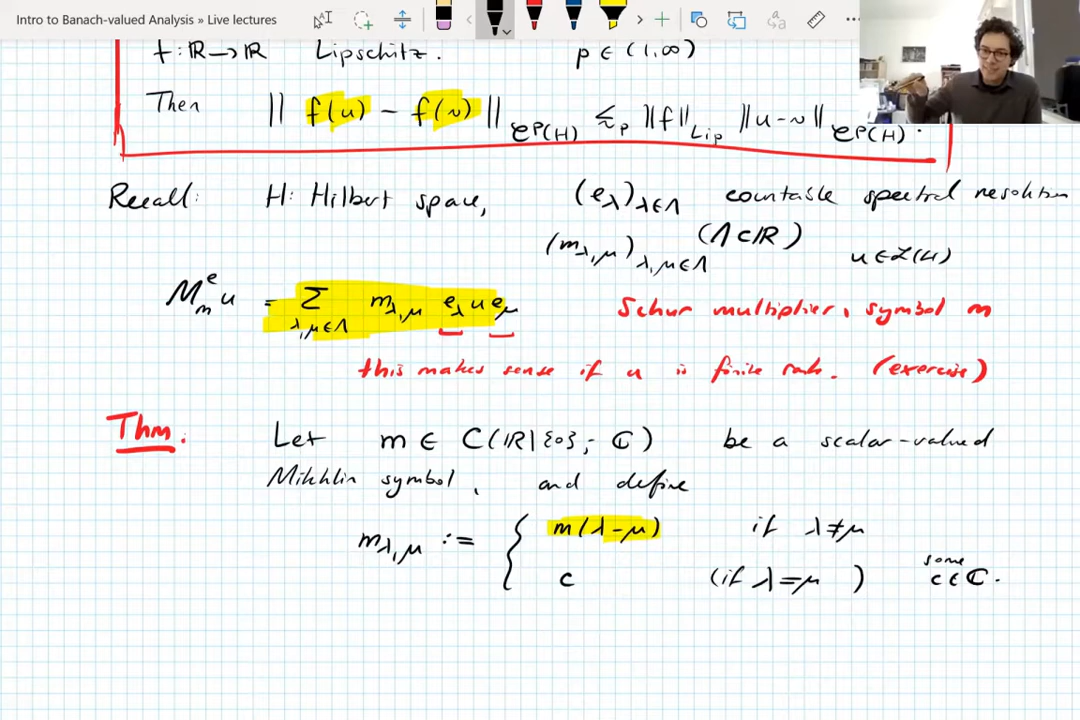 Intro to Banach-valued Analysis » Live lectures
f : ℝ → ℝ Lipschitz. p ∈ (1,∞)
Then ‖ f(u) − f(v) ‖_{𝒞^p(H)} ≲_p ‖f‖_{Lip} ‖u−v‖_{𝒞^p(H)}.
Recall: H: Hilbert space, (e_λ)_{λ∈Λ} countable spectral resolution
(m_{λ,μ})_{λ,μ∈Λ} (Λ⊂ℝ) u∈ℒ(H)
M^e_m u = Σ_{λ,μ∈Λ} m_{λ,μ} e_λ u e_μ Schur multiplier, symbol m
this makes sense if u is finite rank. (exercise)
Thm. Let m ∈ C(ℝ\{0}; ℂ) be a scalar-valued
Mikhlin symbol, and define
m_{λ,μ} := { m(λ−μ) if λ≠μ
c (if λ=μ) some c∈ℂ.